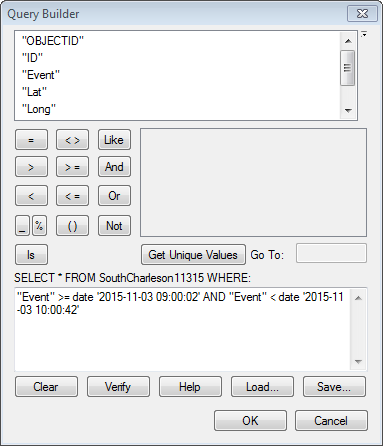 Query Builder
"OBJECTID"
"ID"
"Event"
"Lat"
"Long"
= < > Like
> > = And
< < = Or
_ % ( ) Not
Is Get Unique Values Go To:
SELECT * FROM SouthCharleson11315 WHERE:
"Event" >= date '2015-11-03 09:00:02' AND "Event" < date '2015-11
-03 10:00:42'
Clear Verify Help Load... Save...
OK Cancel